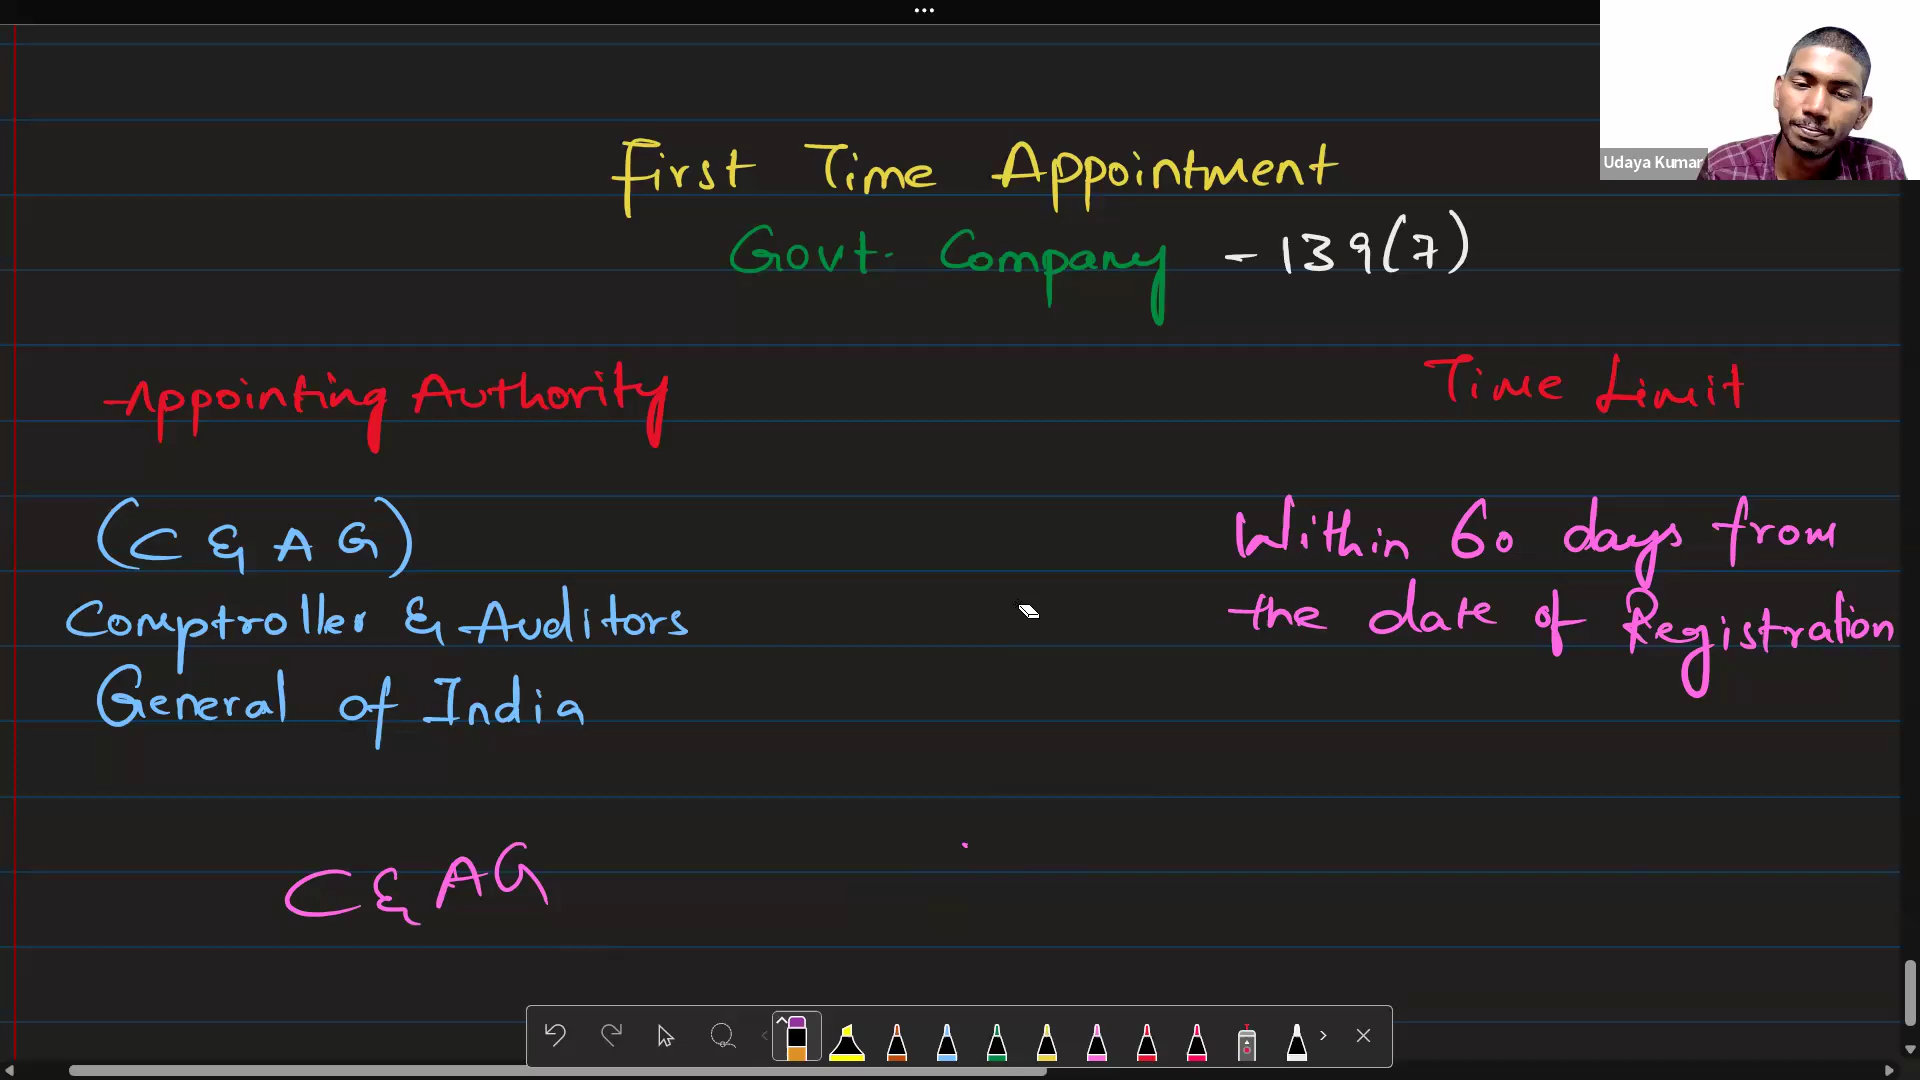 Udaya Kumar
First Time Appointment
Govt. Company - 139(7)
Appointing Authority
Time Limit
(C & A G)
Comptroller & Auditors
General of India
Within 60 days from
the date of Registration
C & AG